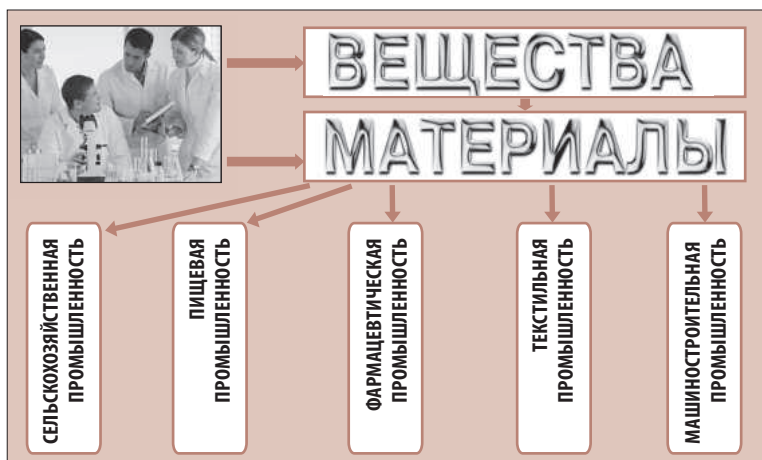 ВЕЩЕСТВА
МАТЕРИАЛЫ
СЕЛЬСКОХОЗЯЙСТВЕННАЯ
ПРОМЫШЛЕННОСТЬ
ПИЩЕВАЯ
ПРОМЫШЛЕННОСТЬ
ФАРМАЦЕВТИЧЕСКАЯ
ПРОМЫШЛЕННОСТЬ
ТЕКСТИЛЬНАЯ
ПРОМЫШЛЕННОСТЬ
МАШИНОСТРОИТЕЛЬНАЯ
ПРОМЫШЛЕННОСТЬ